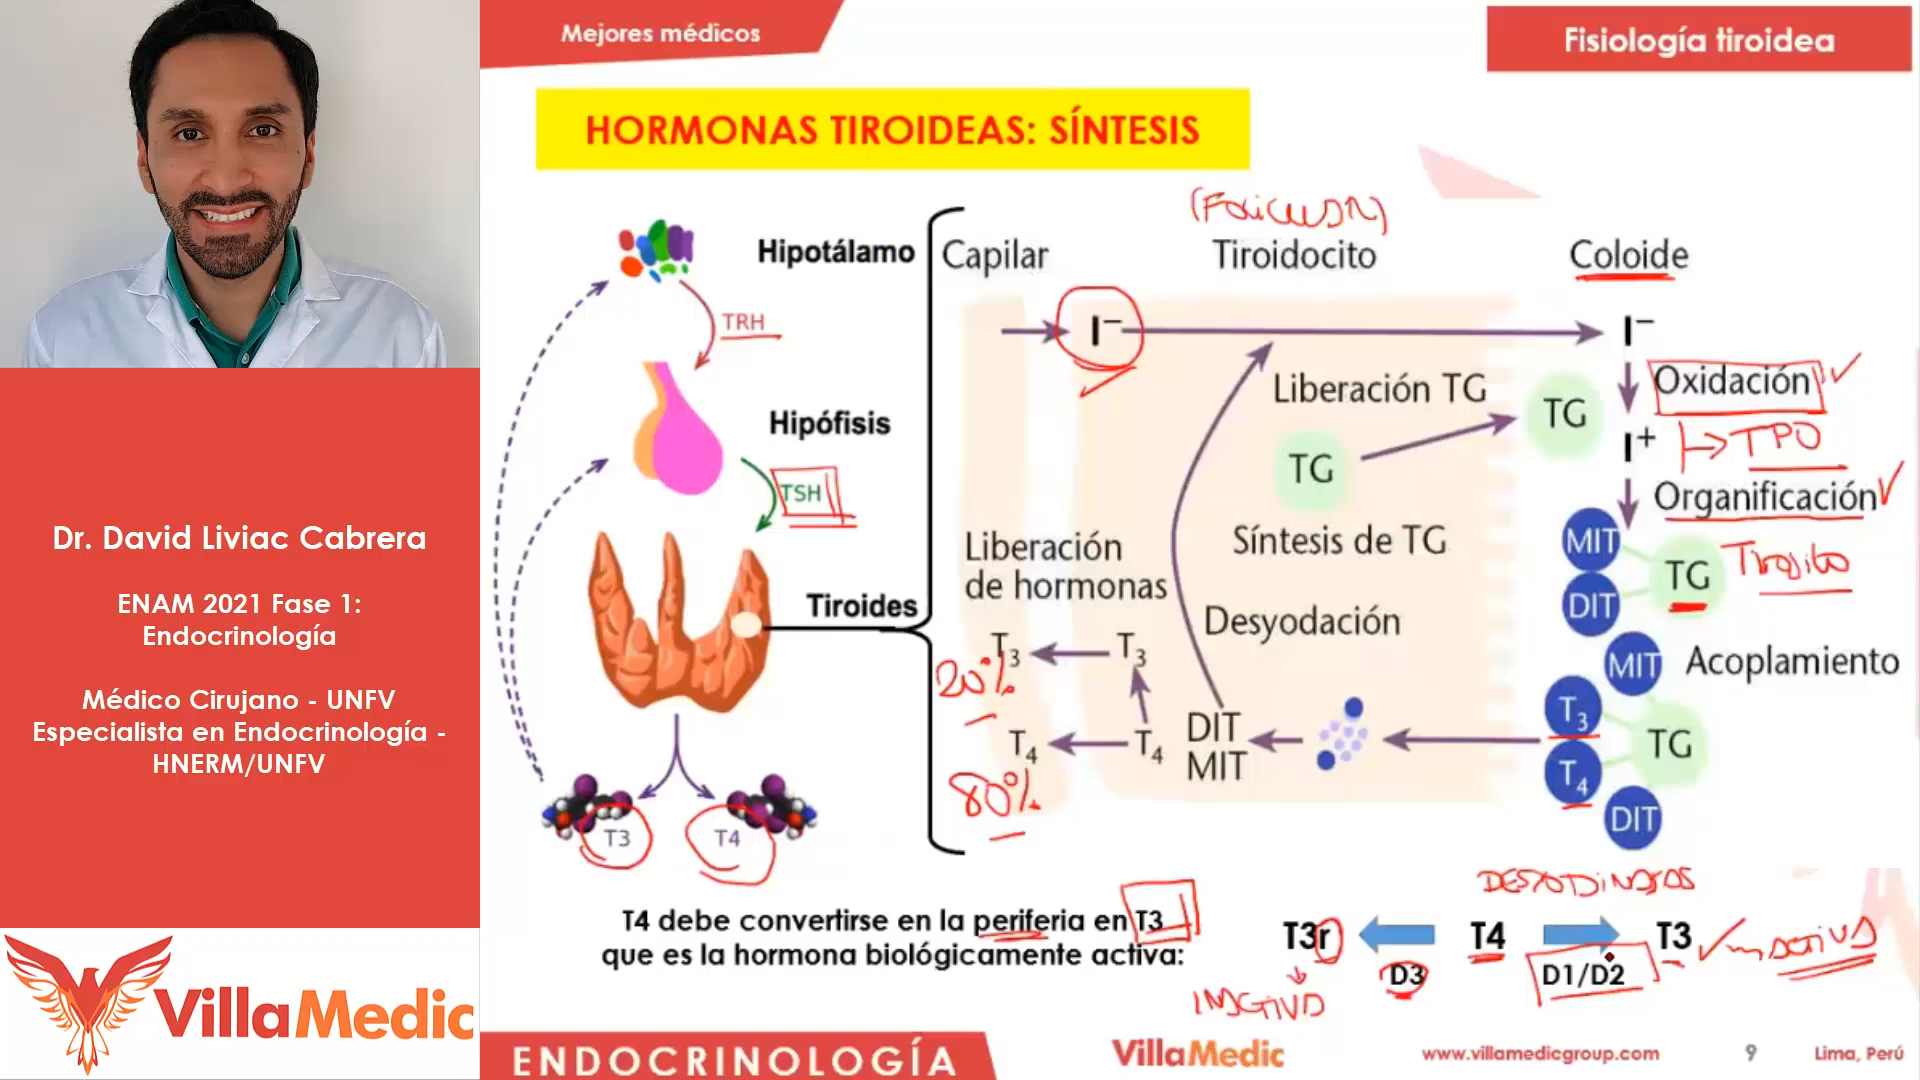 Mejores médicos
Fisiología tiroidea
HORMONAS TIROIDEAS: SÍNTESIS
Hipotálamo
TRH
Hipófisis
TSH
Tiroides
T3
T4
Capilar
(Folicular)
Tiroidocito
Coloide
I⁻
I⁻
Oxidación
Liberación TG
TG
I⁺
TPO
TG
Organificación
MIT
DIT
TG
Síntesis de TG
Liberación
de hormonas
Desyodación
MIT
Acoplamiento
T₃
T₃
20%
T₄
T₄
80%
DIT
MIT
T₃
T₄
TG
DIT
T4 debe convertirse en la periferia en T3
que es la hormona biológicamente activa:
T3r
T4
T3
D3
D1/D2
Dr. David Liviac Cabrera
ENAM 2021 Fase 1:
Endocrinología
Médico Cirujano - UNFV
Especialista en Endocrinología -
HNERM/UNFV
VillaMedic
ENDOCRINOLOGÍA
VillaMedic
www.villamedicgroup.com
9
Lima, Perú